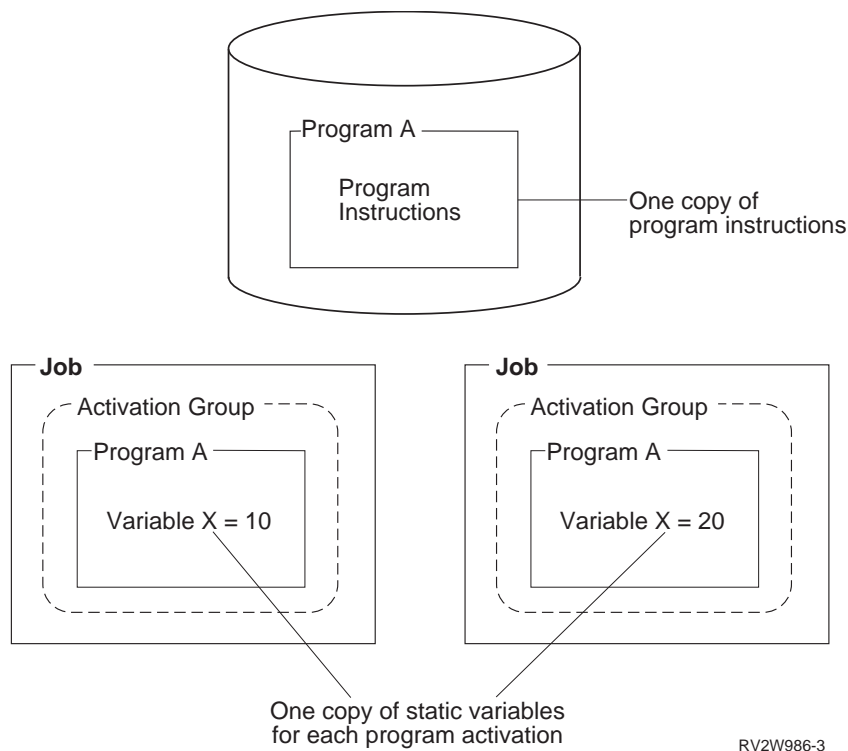 Program A
Program
Instructions
One copy of
program instructions
Job
Activation Group
Program A
Variable X = 10
Job
Activation Group
Program A
Variable X = 20
One copy of static variables
for each program activation
RV2W986-3